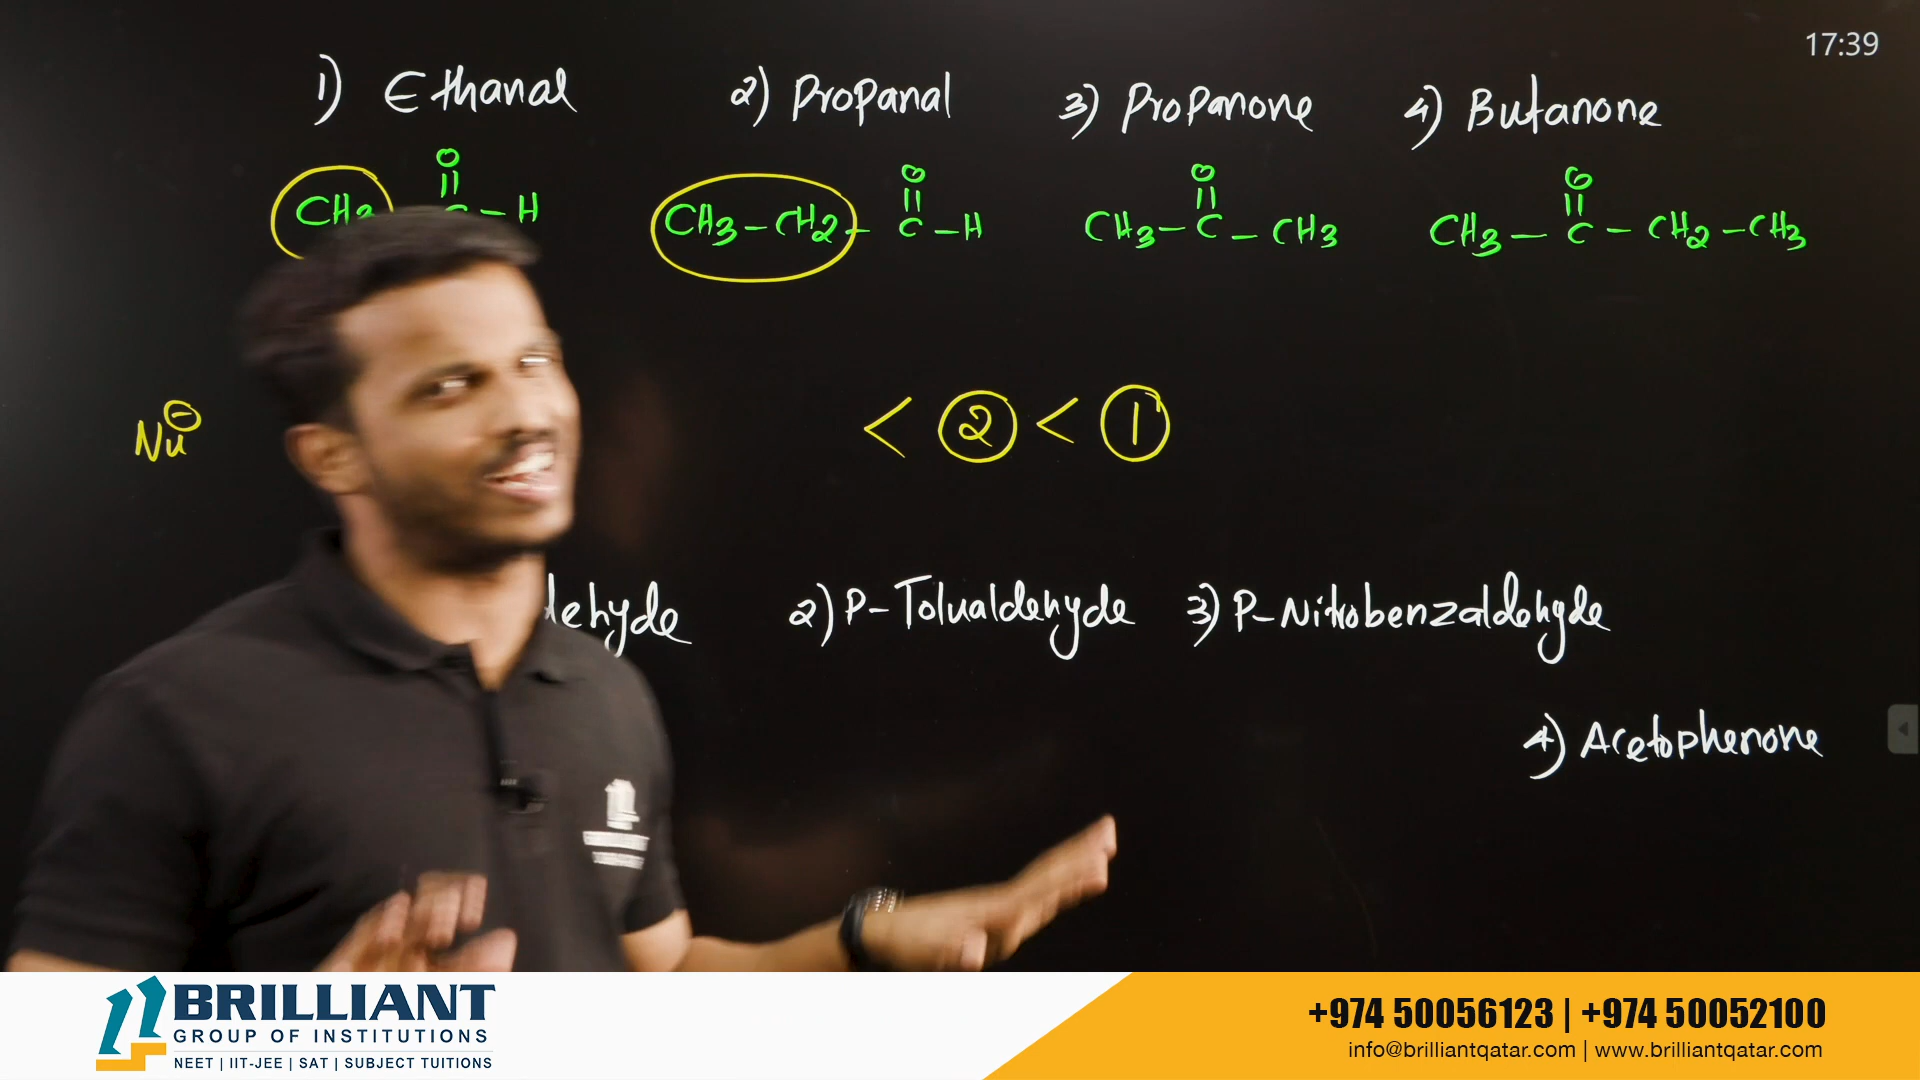 17:39
1) Ethanal 2) Propanal 3) Propanone 4) Butanone
O O O O
CH3 C – H CH3 – CH2 – C – H CH3 – C – CH3 CH3 – C – CH2 – CH3
Nu⊖ < ② < ①
dehyde 2) P-Tolualdehyde 3) P-Nitrobenzaldehyde
4) Acetophenone
BRILLIANT
GROUP OF INSTITUTIONS
NEET | IIT-JEE | SAT | SUBJECT TUITIONS
+974 50056123 | +974 50052100
info@brilliantqatar.com | www.brilliantqatar.com